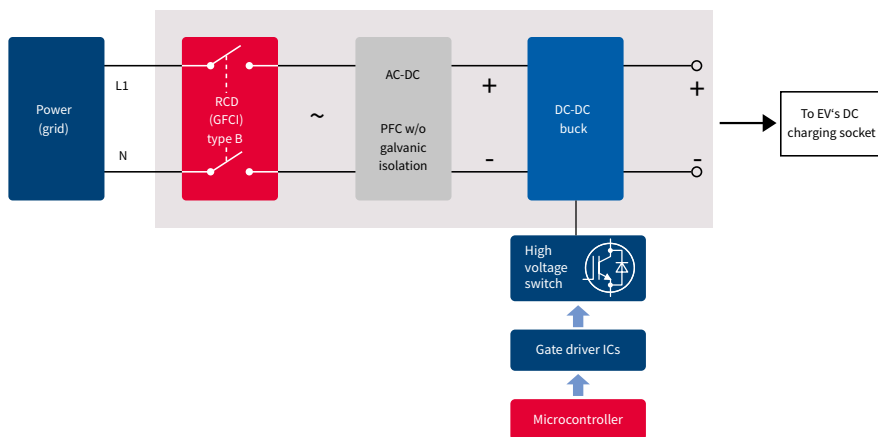 Power
(grid)
L1
N
RCD
(GFCI)
type B
~
AC-DC
PFC w/o
galvanic
isolation
+
-
DC-DC
buck
+
-
To EV's DC
charging socket
High
voltage
switch
Gate driver ICs
Microcontroller